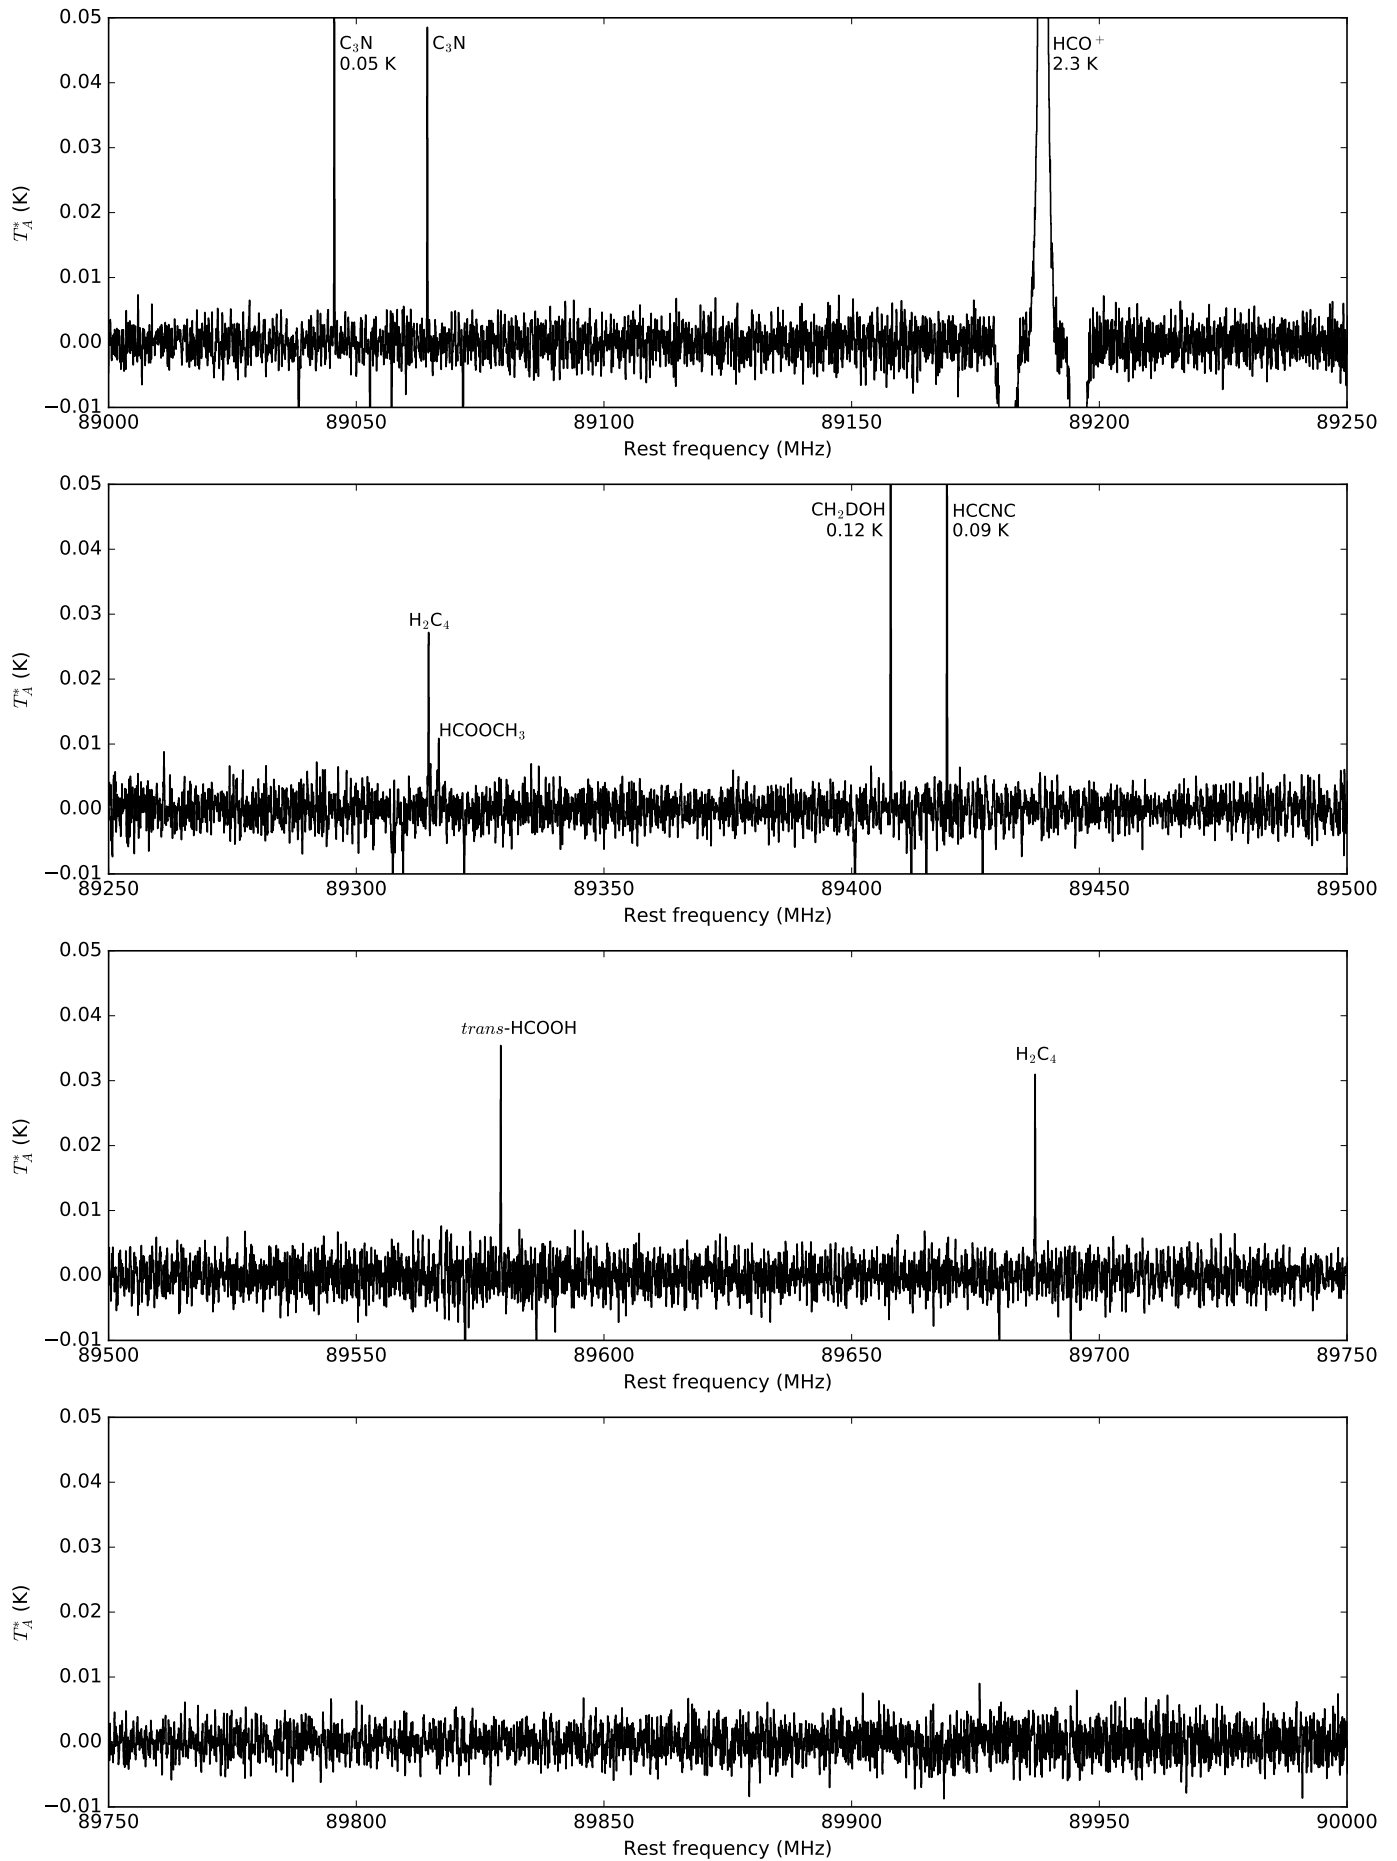 0.05
C₃N
0.05 K
C₃N
HCO⁺
2.3 K
0.04
0.03
0.02
0.01
0.00
−0.01
T*A (K)
89000 89050 89100 89150 89200 89250
Rest frequency (MHz)
0.05
CH₂DOH
0.12 K
HCCNC
0.09 K
0.04
0.03
H₂C₄
0.02
HCOOCH₃
0.01
0.00
−0.01
T*A (K)
89250 89300 89350 89400 89450 89500
Rest frequency (MHz)
0.05
0.04
trans-HCOOH
H₂C₄
0.03
0.02
0.01
0.00
−0.01
T*A (K)
89500 89550 89600 89650 89700 89750
Rest frequency (MHz)
0.05
0.04
0.03
0.02
0.01
0.00
−0.01
T*A (K)
89750 89800 89850 89900 89950 90000
Rest frequency (MHz)